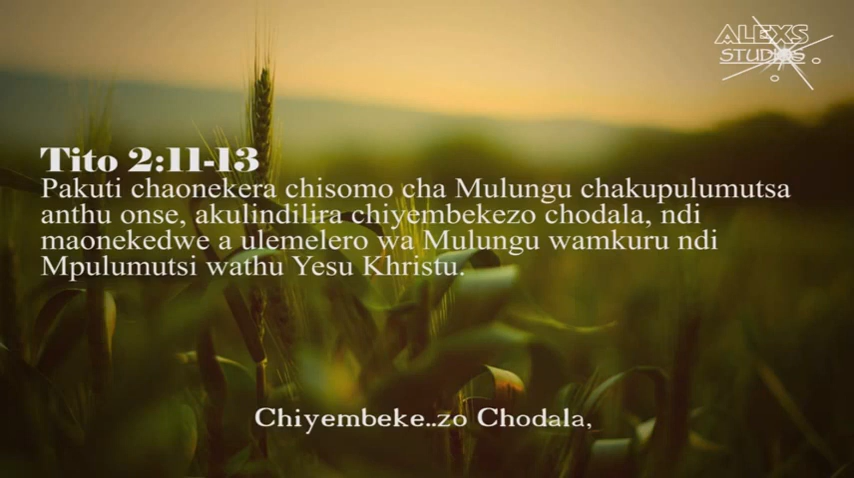 ALEXS
STUDIOS
Tito 2:11-13
Pakuti chaonekera chisomo cha Mulungu chakupulumutsa
anthu onse, akulindilira chiyembekezo chodala, ndi
maonekedwe a ulemelero wa Mulungu wamkuru ndi
Mpulumutsi wathu Yesu Khristu.
Chiyembeke..zo Chodala,